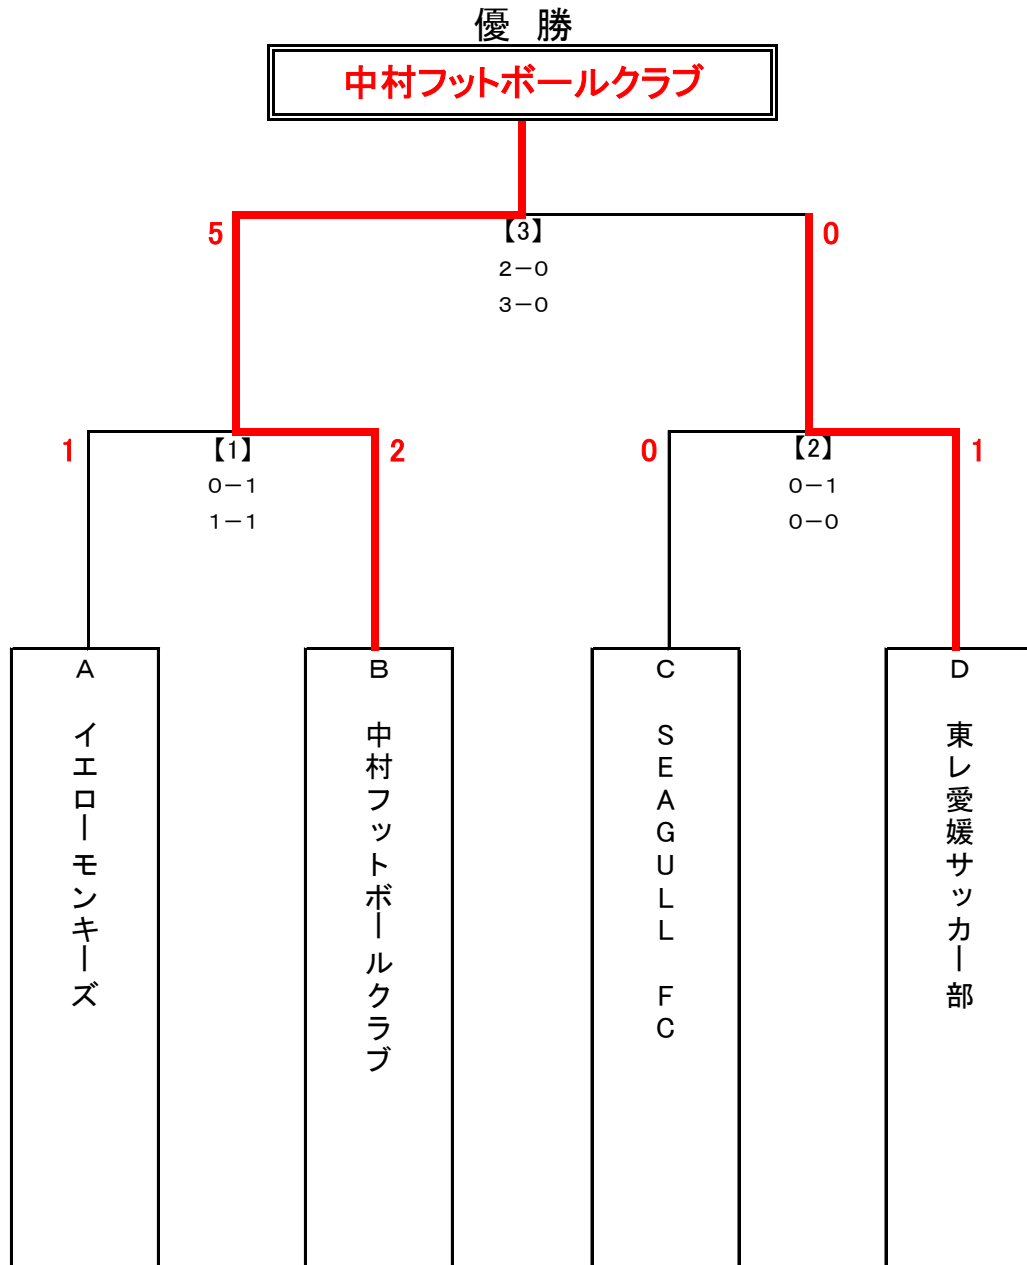 優 勝
中村フットボールクラブ
5
【3】
0
2-0
3-0
1
【1】
2
0
【2】
1
0-1
1-1
0-1
0-0
A
イエローモンキーズ
B
中村フットボールクラブ
C
SEAGULL FC
D
東レ愛媛サッカー部